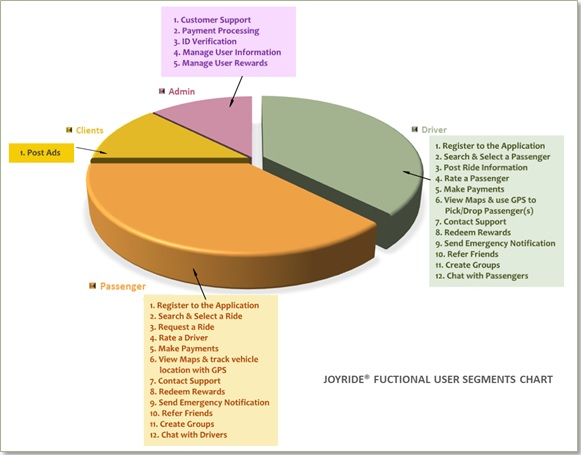 1. Customer Support
2. Payment Processing
3. ID Verification
4. Manage User Information
5. Manage User Rewards
Admin
Clients
1. Post Ads
Driver
1. Register to the Application
2. Search & Select a Passenger
3. Post Ride Information
4. Rate a Passenger
5. Make Payments
6. View Maps & use GPS to
Pick/Drop Passenger(s)
7. Contact Support
8. Redeem Rewards
9. Send Emergency Notification
10. Refer Friends
11. Create Groups
12. Chat with Passengers
Passenger
1. Register to the Application
2. Search & Select a Ride
3. Request a Ride
4. Rate a Driver
5. Make Payments
6. View Maps & track vehicle
location with GPS
7. Contact Support
8. Redeem Rewards
9. Send Emergency Notification
10. Refer Friends
11. Create Groups
12. Chat with Drivers
JOYRIDE® FUCTIONAL USER SEGMENTS CHART